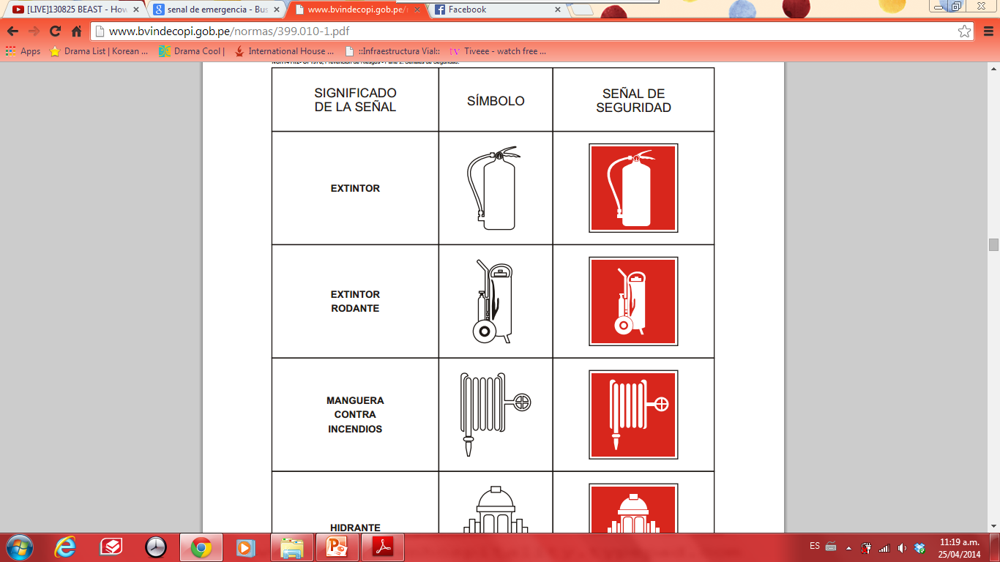 [LIVE]130825 BEAST - How
senal de emergencia - Bus
www.bvindecopi.gob.pe/n
Facebook
www.bvindecopi.gob.pe/normas/399.010-1.pdf
Apps
Drama List | Korean ...
Drama Cool |
International House ...
::Infraestructura Vial::
Tiveee - watch free ...
SIGNIFICADO
DE LA SEÑAL
SÍMBOLO
SEÑAL DE
SEGURIDAD
EXTINTOR
EXTINTOR
RODANTE
MANGUERA
CONTRA
INCENDIOS
HIDRANTE
ES
11:19 a.m.
25/04/2014